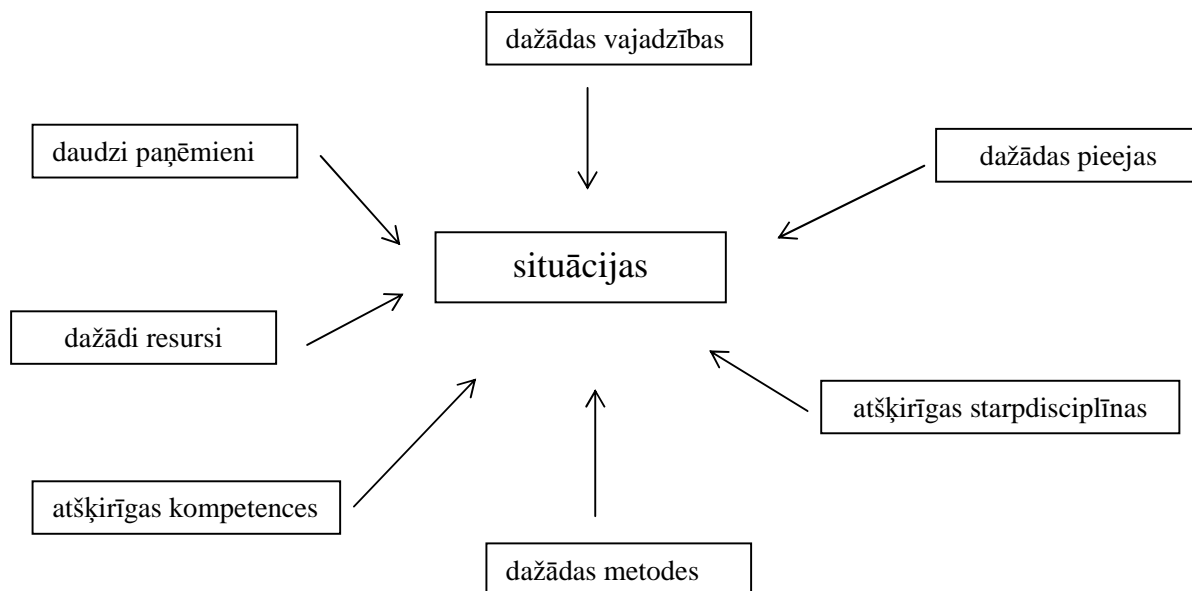 dažādas vajadzības
daudzi paņēmieni
dažādas pieejas
situācijas
dažādi resursi
atšķirīgas starpdisciplīnas
atšķirīgas kompetences
dažādas metodes